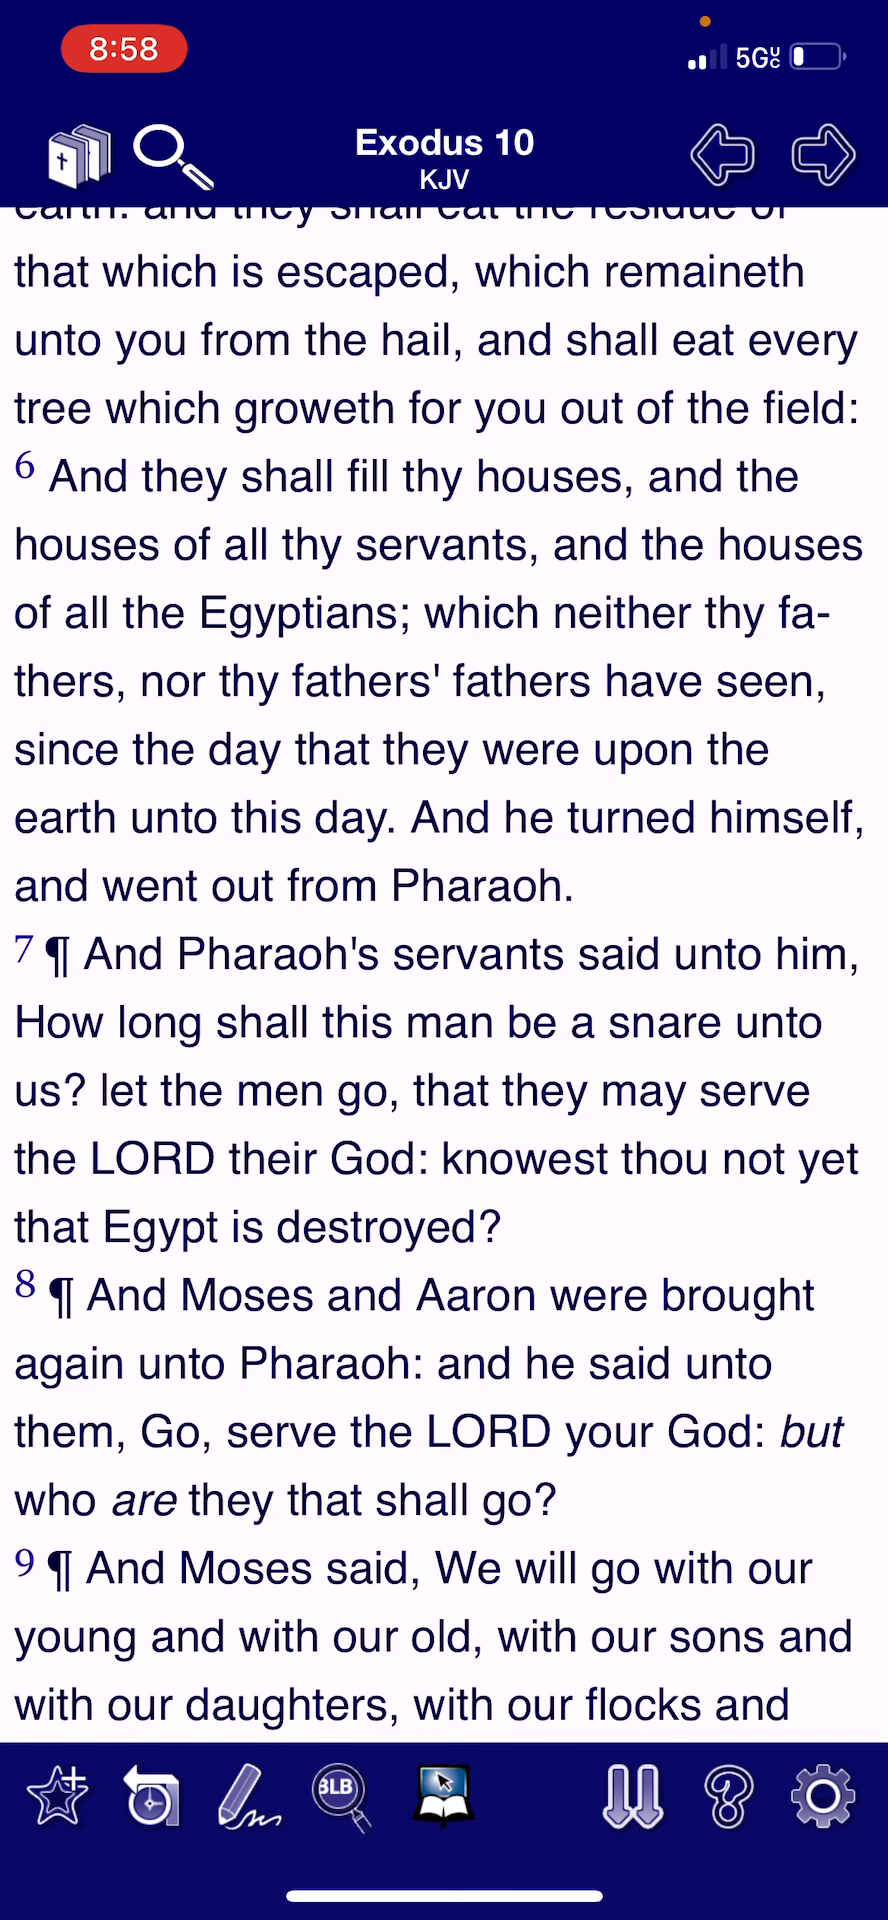 8:58
5G UC
Exodus 10
KJV
earth: and they shall eat the residue of
that which is escaped, which remaineth
unto you from the hail, and shall eat every
tree which groweth for you out of the field:
6 And they shall fill thy houses, and the
houses of all thy servants, and the houses
of all the Egyptians; which neither thy fa-
thers, nor thy fathers' fathers have seen,
since the day that they were upon the
earth unto this day. And he turned himself,
and went out from Pharaoh.
7 ¶ And Pharaoh's servants said unto him,
How long shall this man be a snare unto
us? let the men go, that they may serve
the LORD their God: knowest thou not yet
that Egypt is destroyed?
8 ¶ And Moses and Aaron were brought
again unto Pharaoh: and he said unto
them, Go, serve the LORD your God: but
who are they that shall go?
9 ¶ And Moses said, We will go with our
young and with our old, with our sons and
with our daughters, with our flocks and
BLB